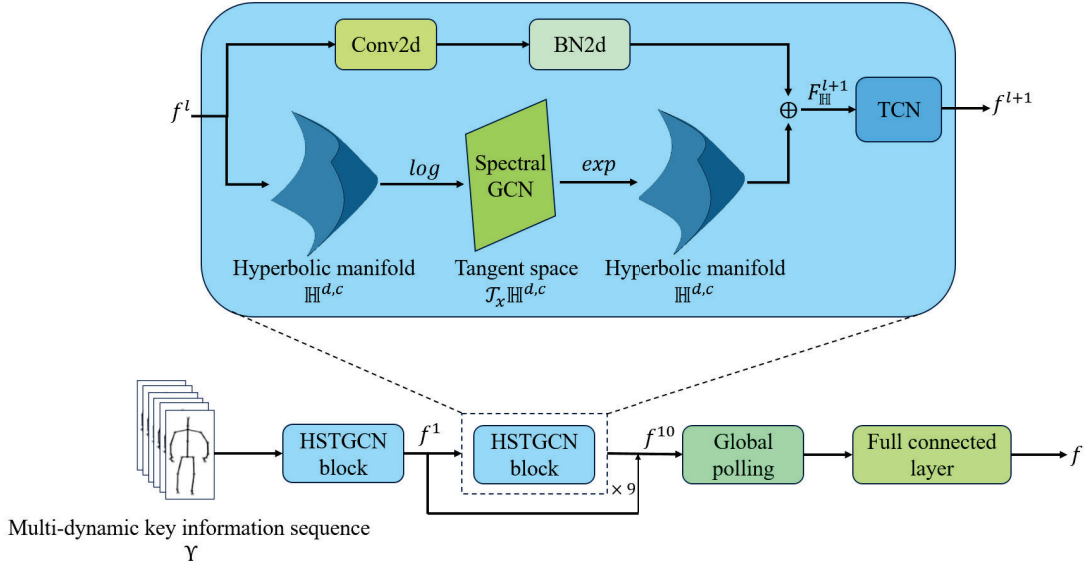 Conv2d
BN2d
f^l
log
Spectral
GCN
exp
⊕
F_ℍ^{l+1}
TCN
f^{l+1}
Hyperbolic manifold
ℍ^{d,c}
Tangent space
𝒯_xℍ^{d,c}
Hyperbolic manifold
ℍ^{d,c}
HSTGCN
block
f^1
HSTGCN
block
× 9
f^{10}
Global
polling
Full connected
layer
f
Multi-dynamic key information sequence
ϒ